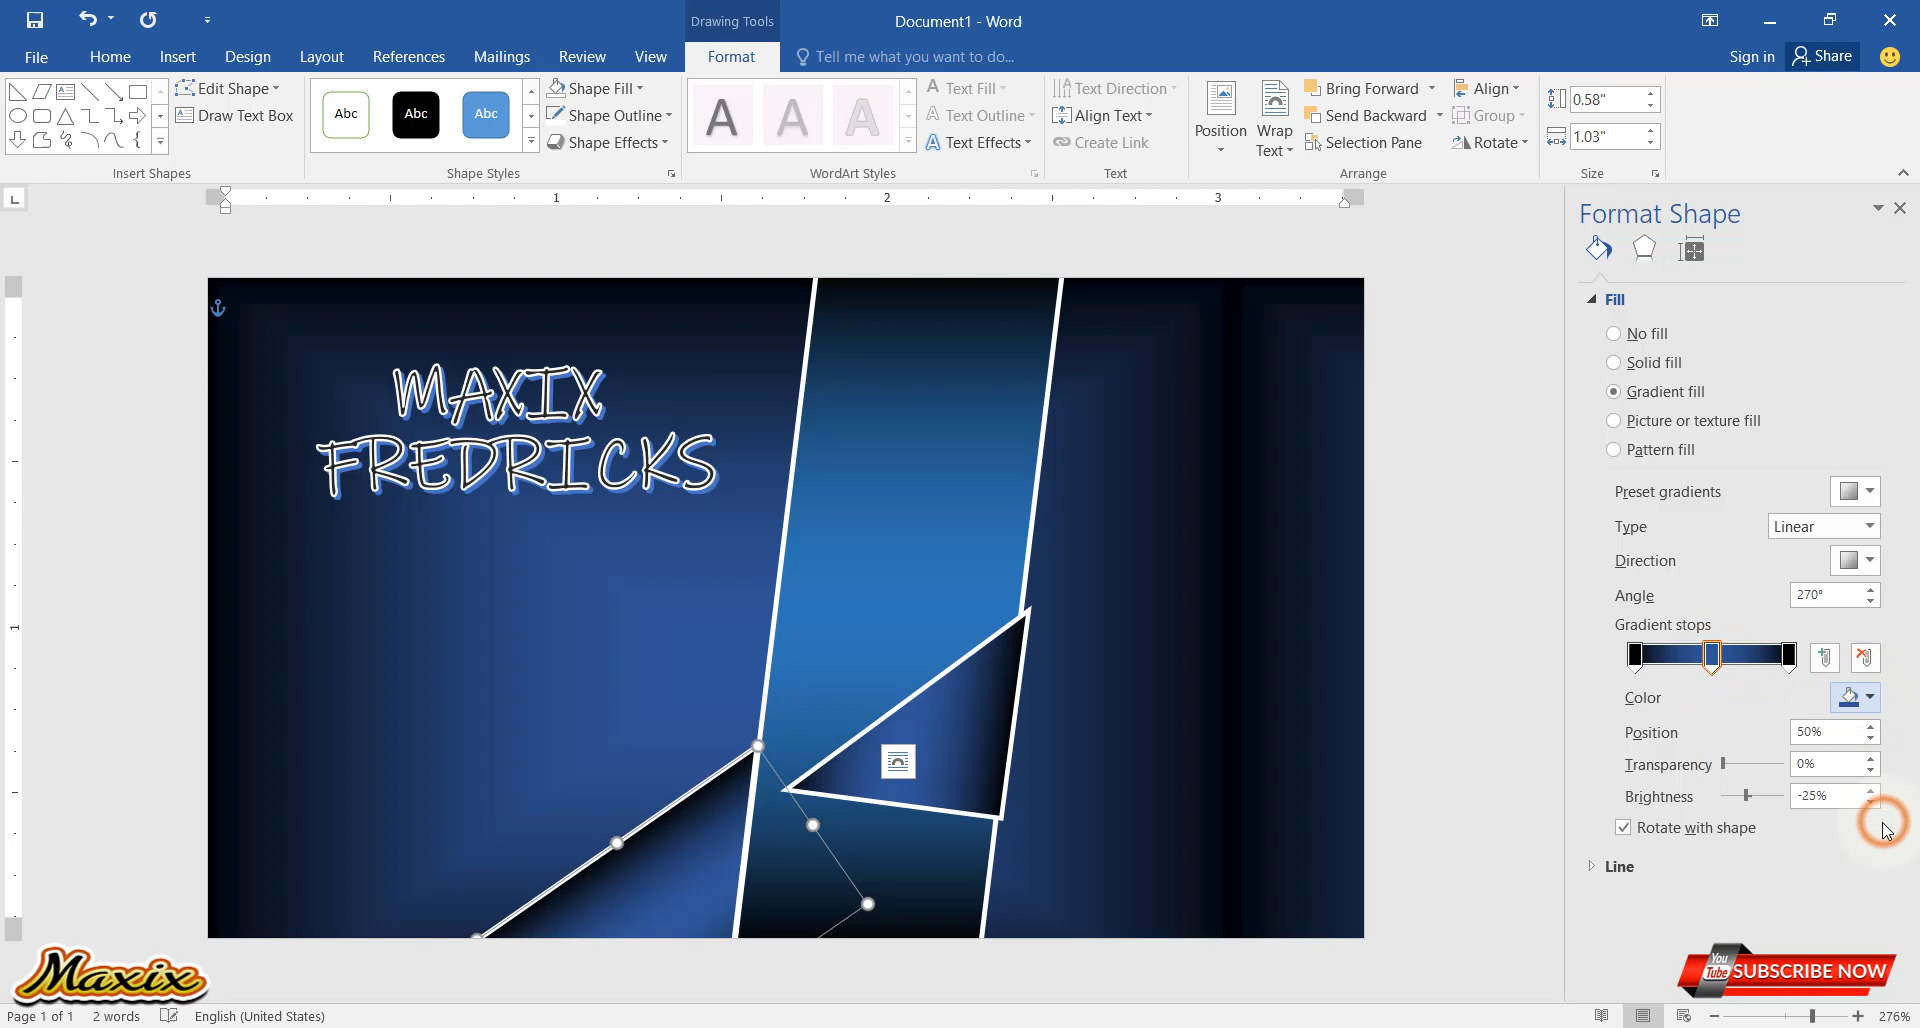 Drawing Tools
Document1 - Word
File Home Insert Design Layout References Mailings Review View Format Tell me what you want to do... Sign in Share
Edit Shape
Draw Text Box
Insert Shapes
Abc Abc Abc
Shape Fill
Shape Outline
Shape Effects
Shape Styles
A A A
Text Fill
Text Outline
Text Effects
WordArt Styles
Text Direction
Align Text
Create Link
Text
Position
Wrap Text
Bring Forward
Send Backward
Selection Pane
Align
Group
Rotate
Arrange
0.58"
1.03"
Size
1 2 3
1
MAXIX
FREDRICKS
Format Shape
Fill
No fill
Solid fill
Gradient fill
Picture or texture fill
Pattern fill
Preset gradients
Type Linear
Direction
Angle 270°
Gradient stops
Color
Position 50%
Transparency 0%
Brightness -25%
Rotate with shape
Line
Maxix
You Tube SUBSCRIBE NOW
Page 1 of 1 2 words English (United States) 276%